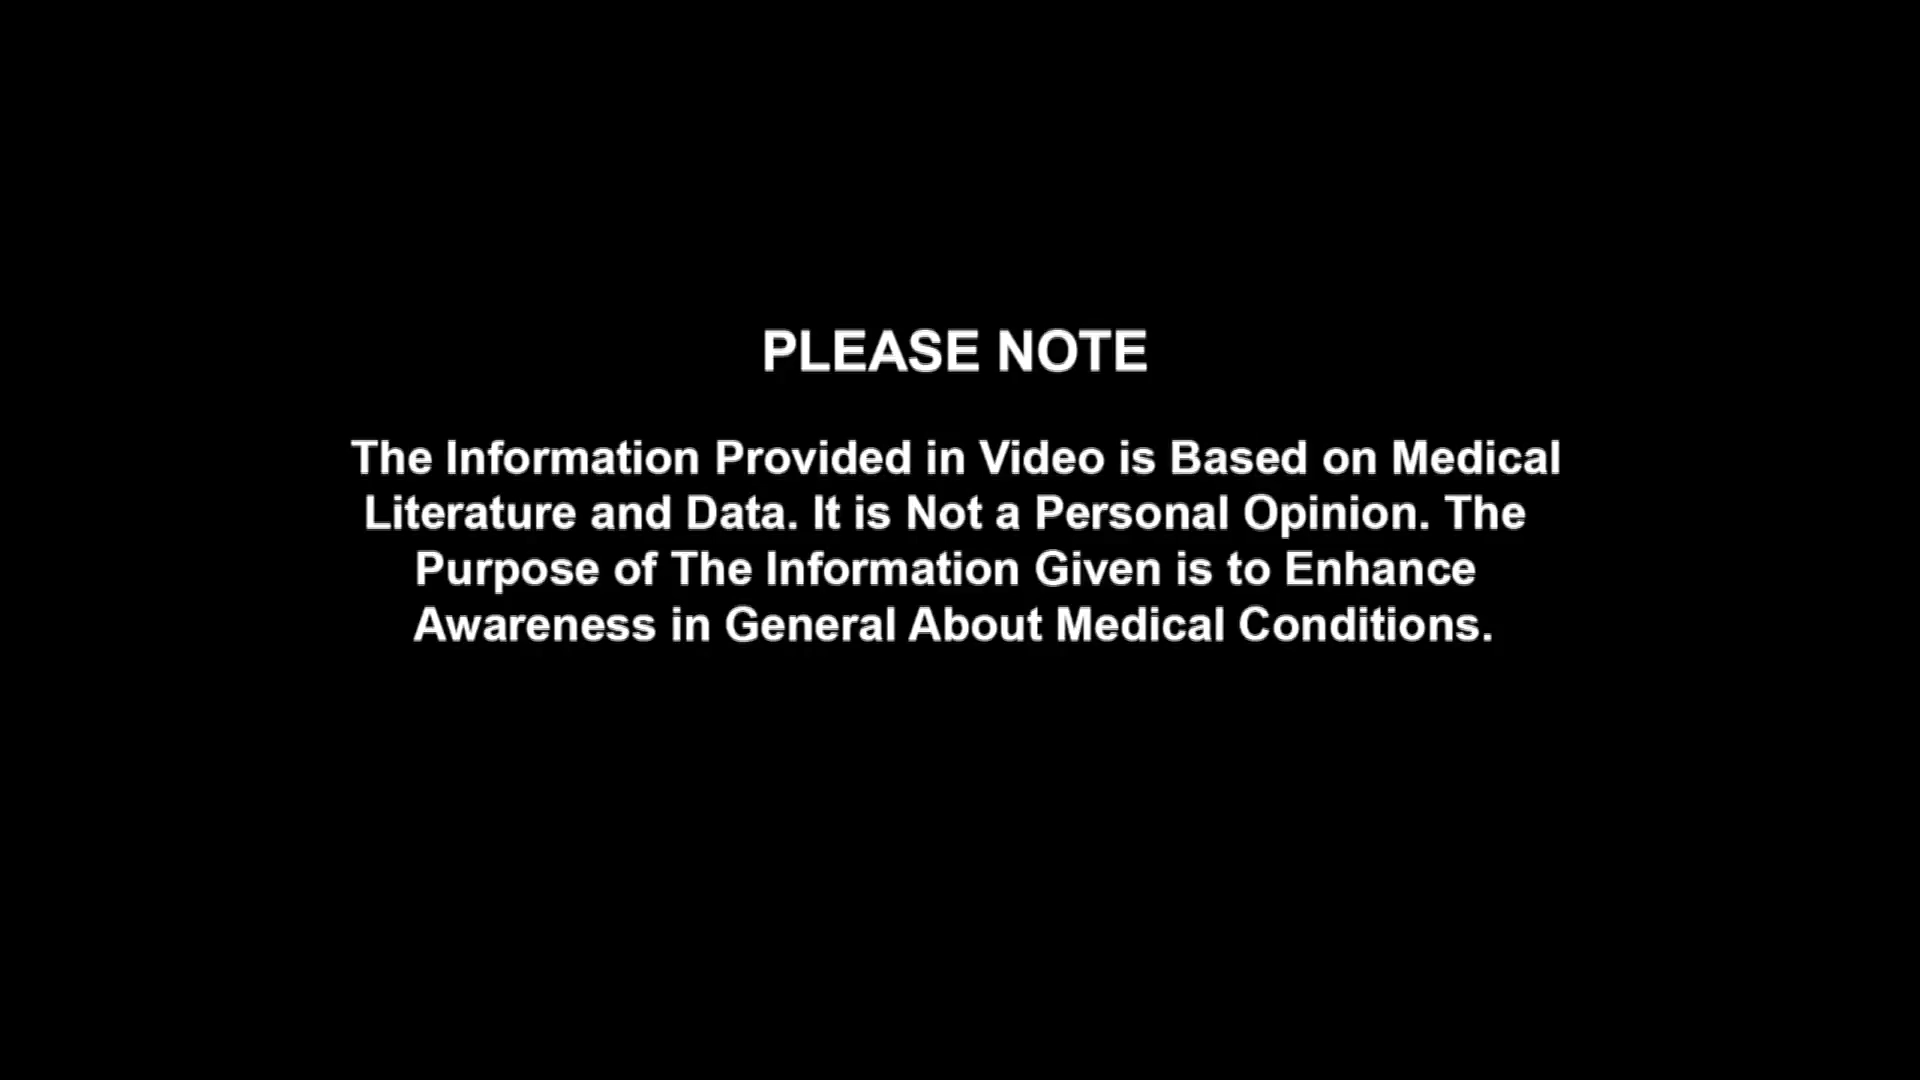 PLEASE NOTE
The Information Provided in Video is Based on Medical
Literature and Data. It is Not a Personal Opinion. The
Purpose of The Information Given is to Enhance
Awareness in General About Medical Conditions.